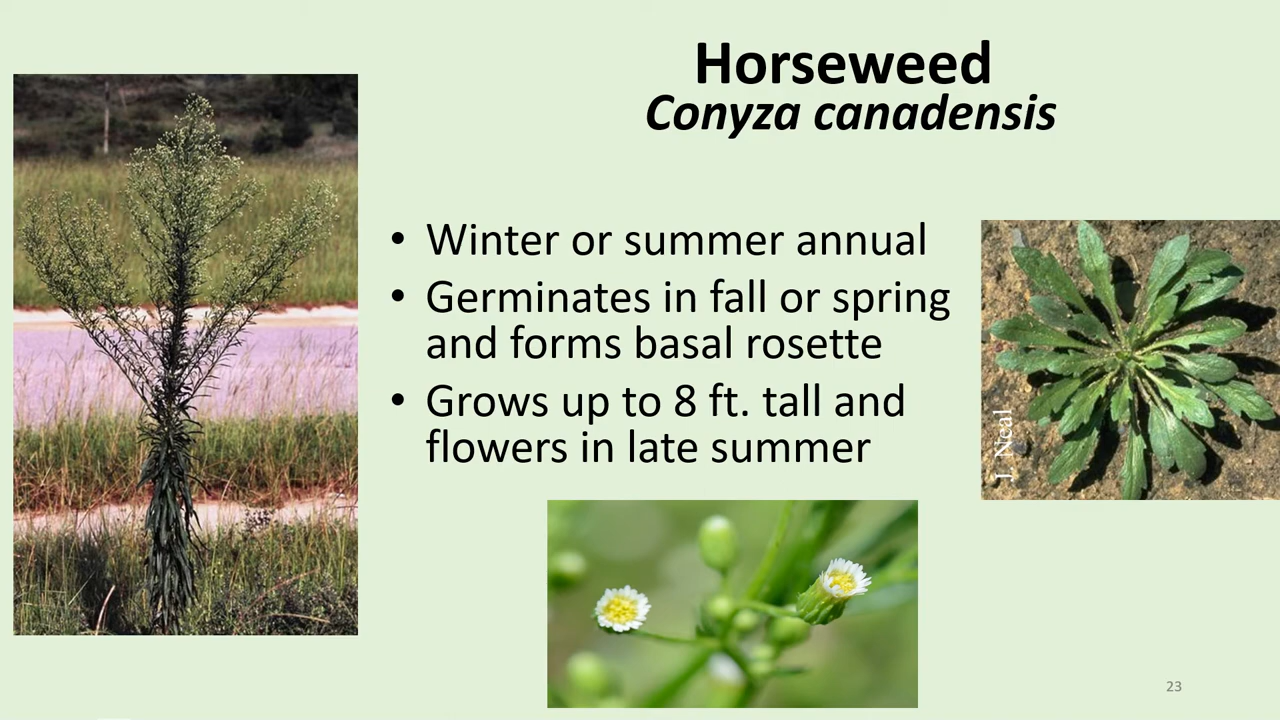 Horseweed
Conyza canadensis
• Winter or summer annual
• Germinates in fall or spring
and forms basal rosette
• Grows up to 8 ft. tall and
flowers in late summer
J. Neal
23